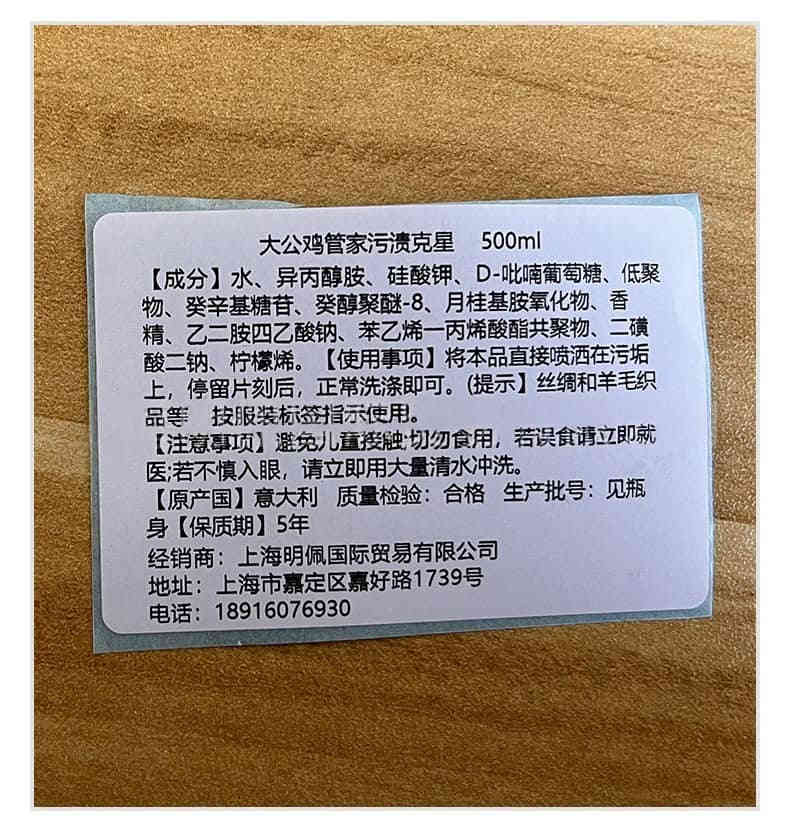 大公鸡管家污渍克星 500ml
【成分】水、异丙醇胺、硅酸钾、D-吡喃葡萄糖、低聚
物、癸辛基糖苷、癸醇聚醚-8、月桂基胺氧化物、香
精、乙二胺四乙酸钠、苯乙烯一丙烯酸酯共聚物、二磺
酸二钠、柠檬烯。【使用事项】将本品直接喷洒在污垢
上，停留片刻后，正常洗涤即可。(提示】丝绸和羊毛织
品等 按服装标签指示使用。
【注意事项】避免儿童接触,切勿食用，若误食请立即就
医;若不慎入眼，请立即用大量清水冲洗。
【原产国】意大利 质量检验：合格 生产批号：见瓶
身【保质期】5年
经销商：上海明佩国际贸易有限公司
地址：上海市嘉定区嘉好路1739号
电话：18916076930